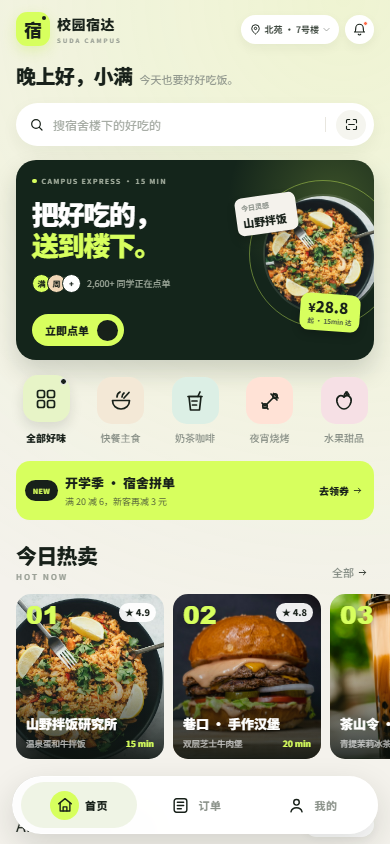 宿
校园宿达
SUDA CAMPUS
北苑 · 7号楼
晚上好，小满
今天也要好好吃饭。
搜宿舍楼下的好吃的
CAMPUS EXPRESS · 15 MIN
把好吃的，
送到楼下。
满 周 +
2,600+ 同学正在点单
立即点单
今日灵感
山野拌饭
¥28.8
起 · 15min 达
全部好味
快餐主食
奶茶咖啡
夜宵烧烤
水果甜品
NEW
开学季 · 宿舍拼单
满 20 减 6，新客再减 3 元
去领券 →
今日热卖
HOT NOW
全部 →
01
★ 4.9
山野拌饭研究所
温泉蛋和牛拌饭
15 min
02
★ 4.8
巷口 · 手作汉堡
双层芝士牛肉堡
20 min
03
茶山令 ·
青提茉莉冰茶
首页
订单
我的